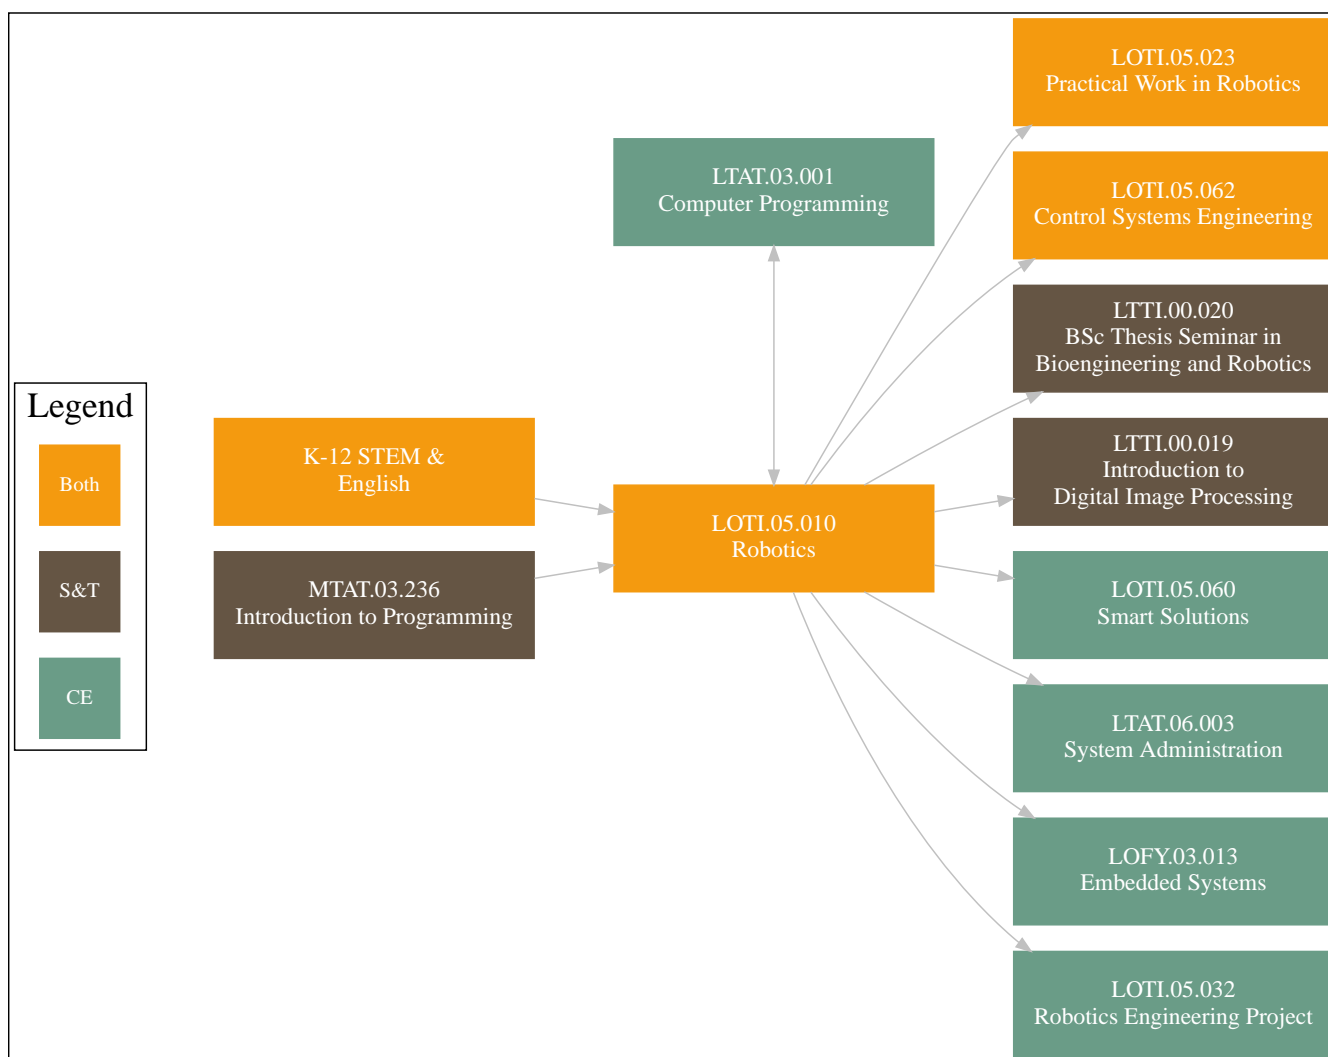 Legend
Both
S&T
CE
K-12 STEM &
English
MTAT.03.236
Introduction to Programming
LTAT.03.001
Computer Programming
LOTI.05.010
Robotics
LOTI.05.023
Practical Work in Robotics
LOTI.05.062
Control Systems Engineering
LTTI.00.020
BSc Thesis Seminar in
Bioengineering and Robotics
LTTI.00.019
Introduction to
Digital Image Processing
LOTI.05.060
Smart Solutions
LTAT.06.003
System Administration
LOFY.03.013
Embedded Systems
LOTI.05.032
Robotics Engineering Project